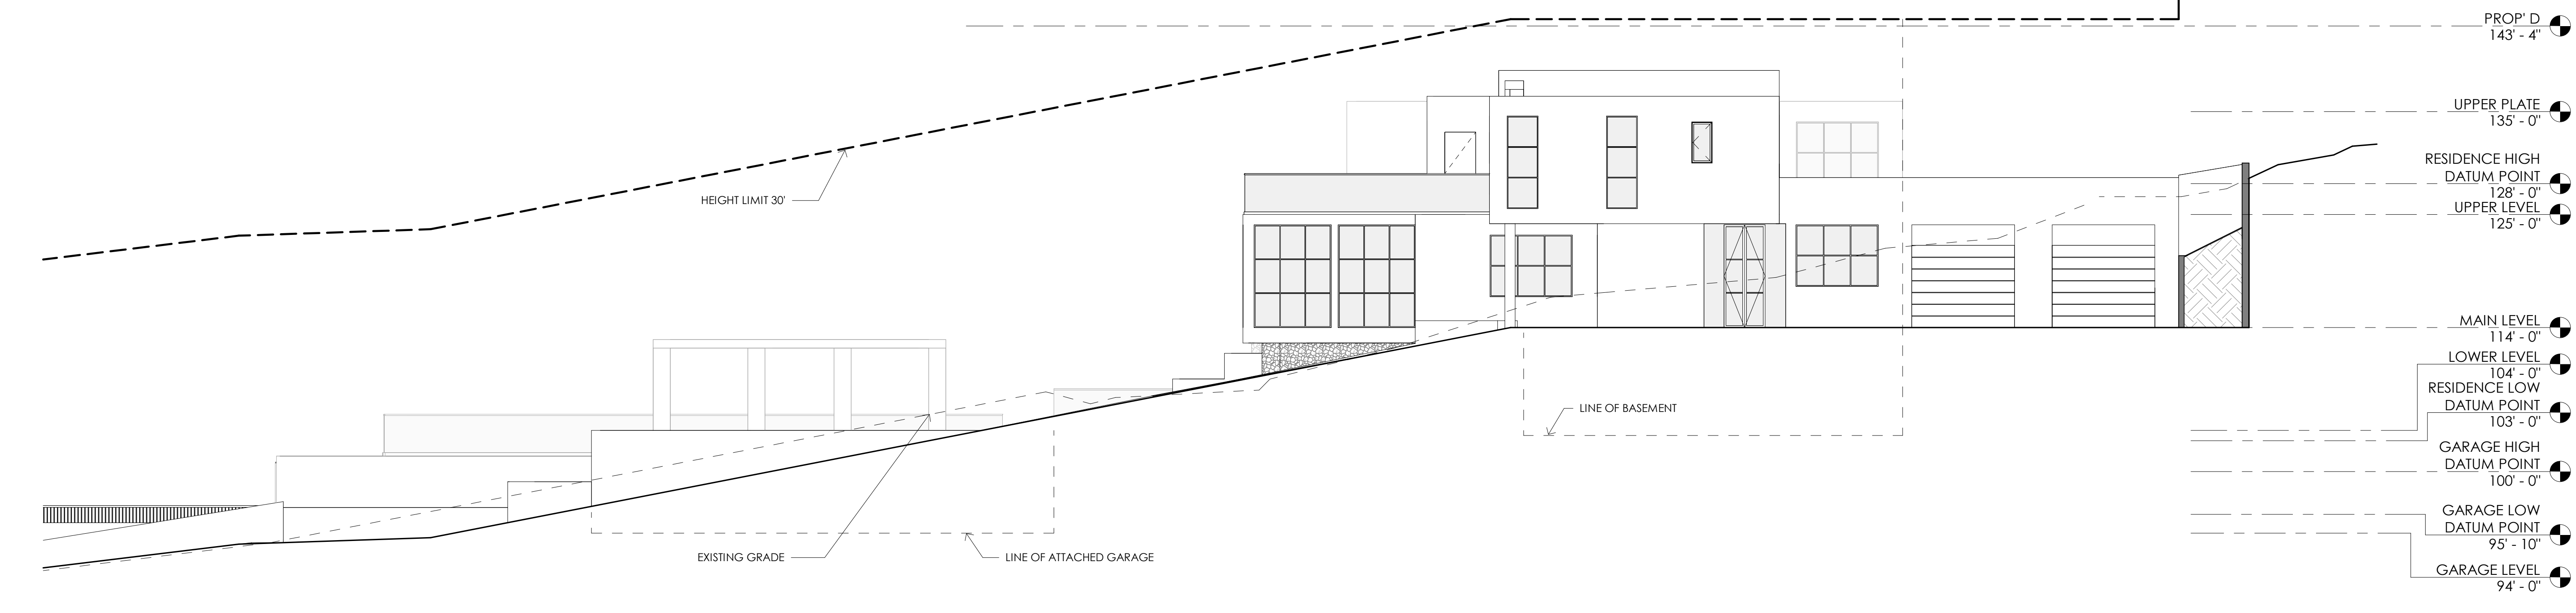 PROP' D
143' - 4"
UPPER PLATE
135' - 0"
RESIDENCE HIGH
DATUM POINT
128' - 0"
UPPER LEVEL
125' - 0"
HEIGHT LIMIT 30'
MAIN LEVEL
114' - 0"
LOWER LEVEL
104' - 0"
RESIDENCE LOW
DATUM POINT
103' - 0"
LINE OF BASEMENT
GARAGE HIGH
DATUM POINT
100' - 0"
GARAGE LOW
DATUM POINT
95' - 10"
EXISTING GRADE
LINE OF ATTACHED GARAGE
GARAGE LEVEL
94' - 0"